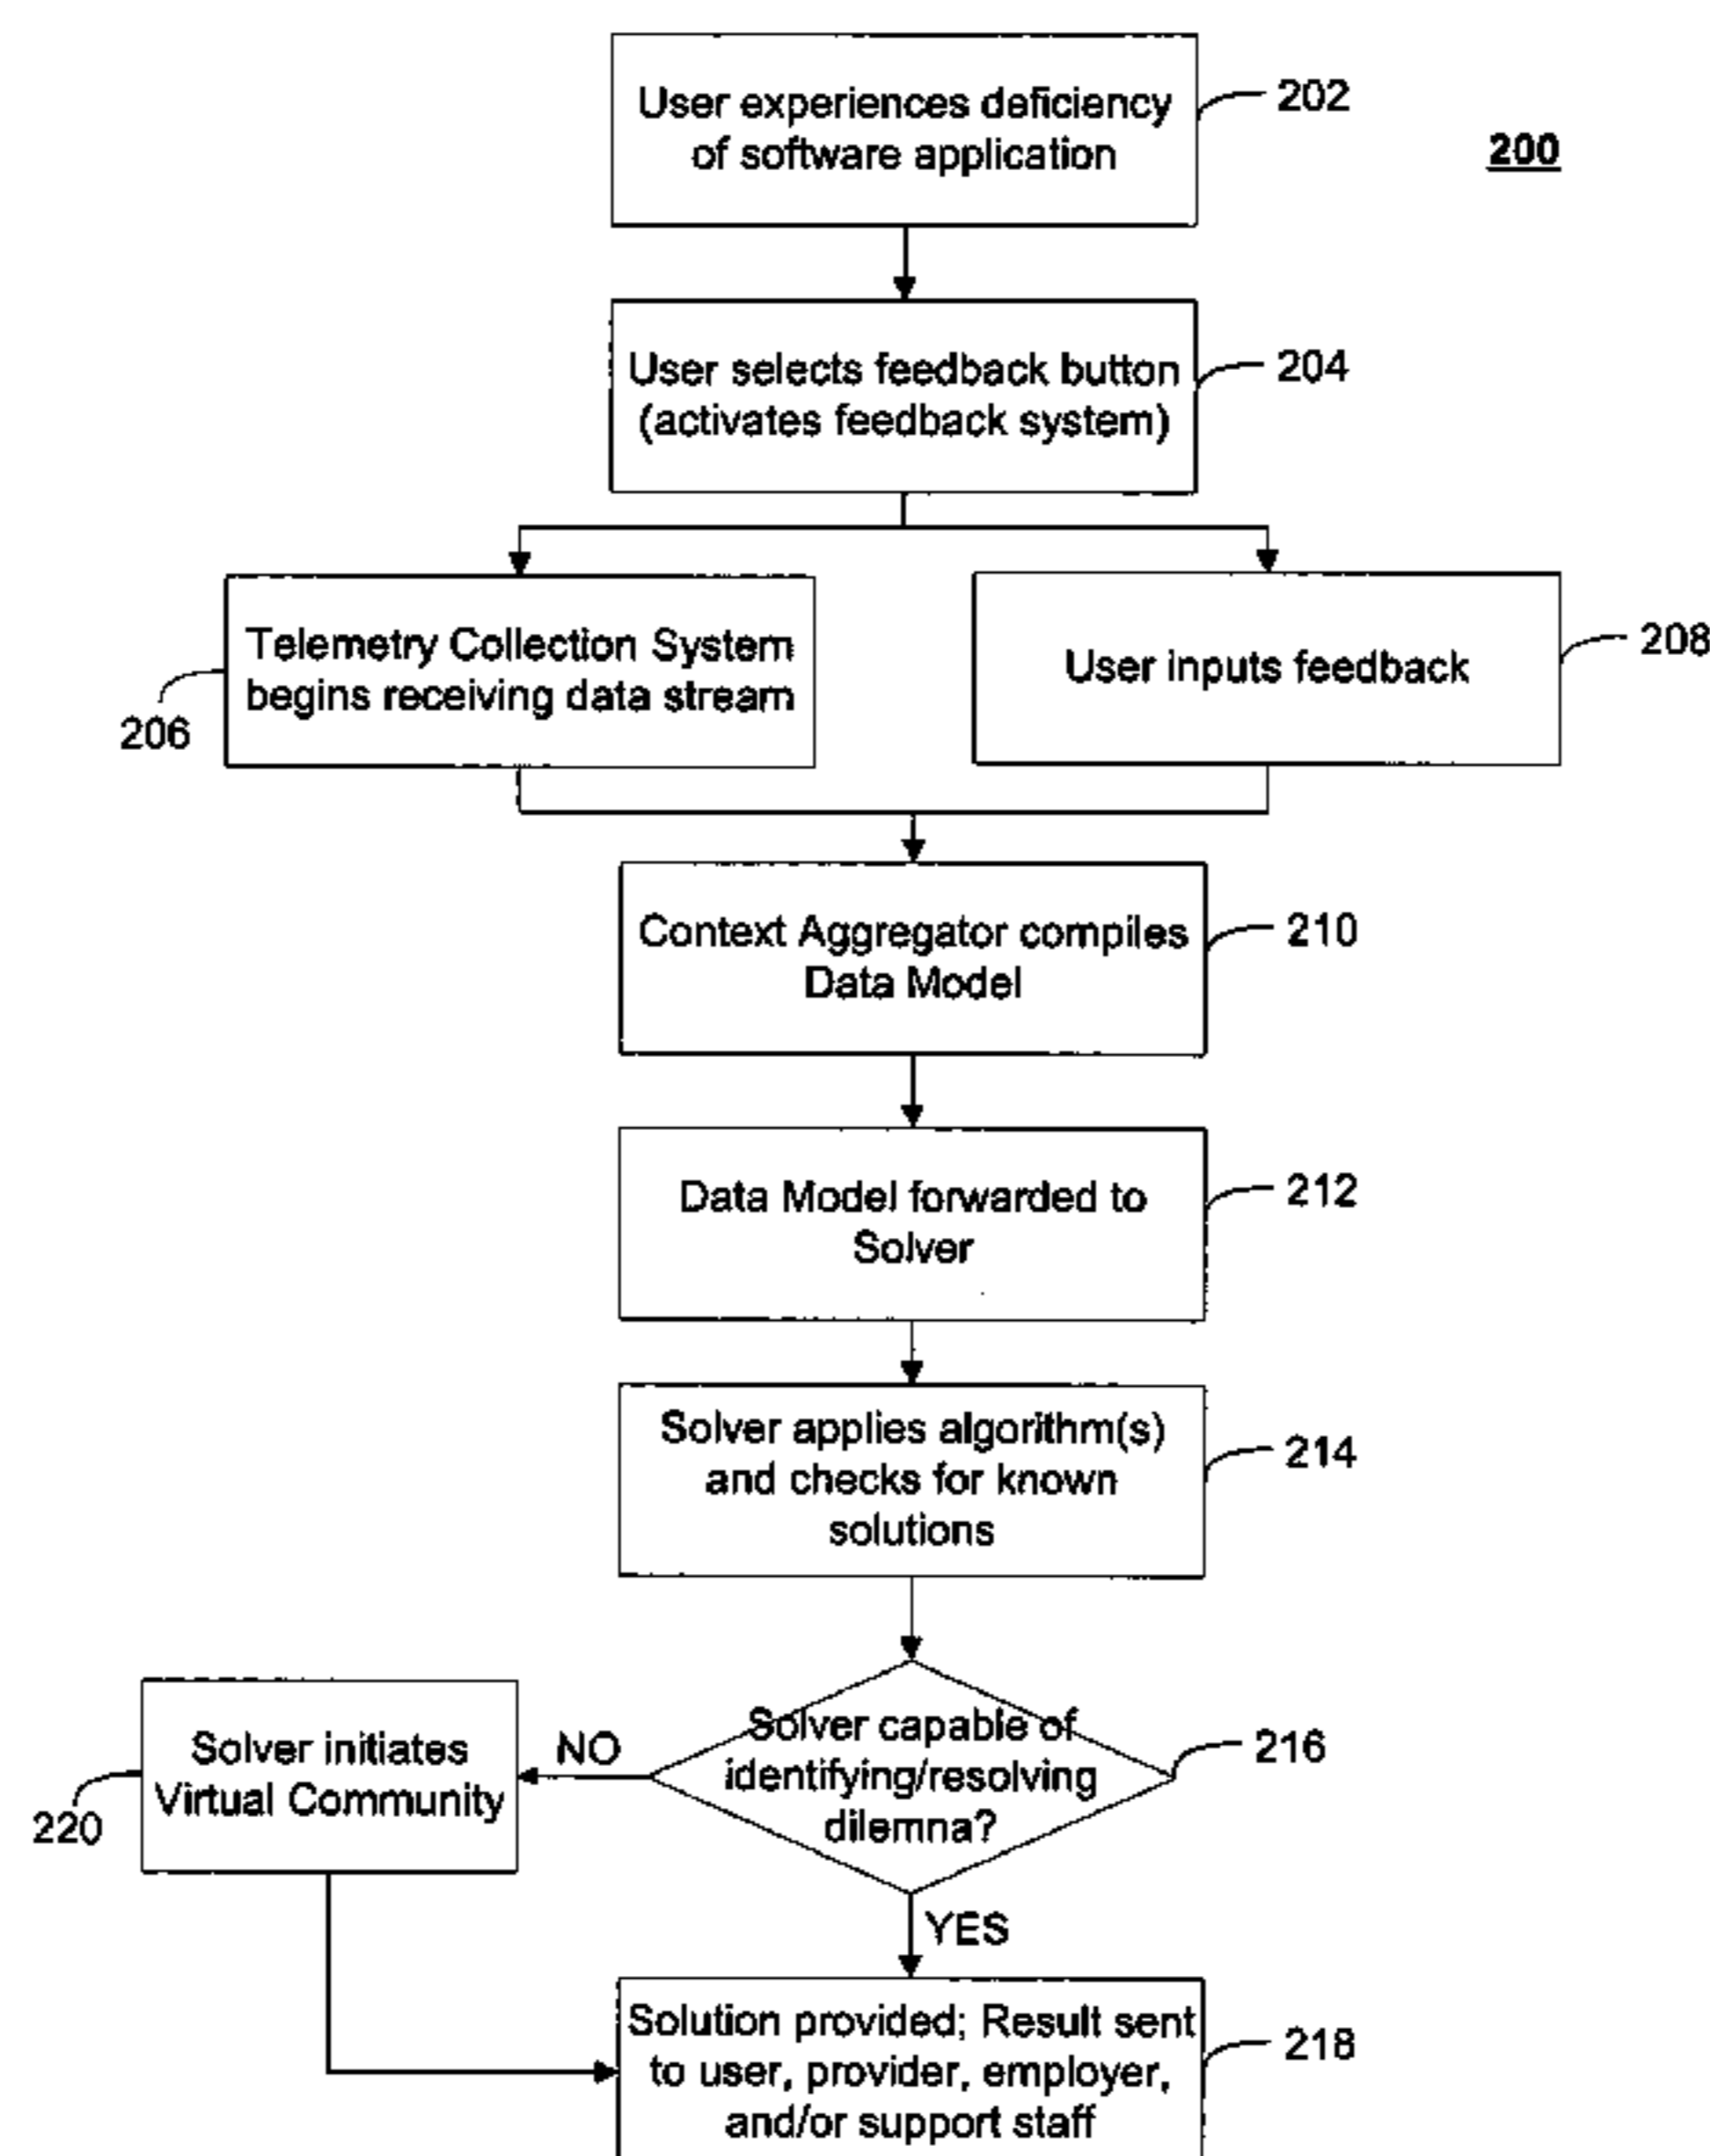 User experiences deficiency
of software application
202
200
User selects feedback button
(activates feedback system)
204
Telemetry Collection System
begins receiving data stream
206
User inputs feedback
208
Context Aggregator compiles
Data Model
210
Data Model forwarded to
Solver
212
Solver applies algorithm(s)
and checks for known
solutions
214
Solver capable of
identifying/resolving
dilemna?
216
NO
Solver initiates
Virtual Community
220
YES
Solution provided; Result sent
to user, provider, employer,
and/or support staff
218